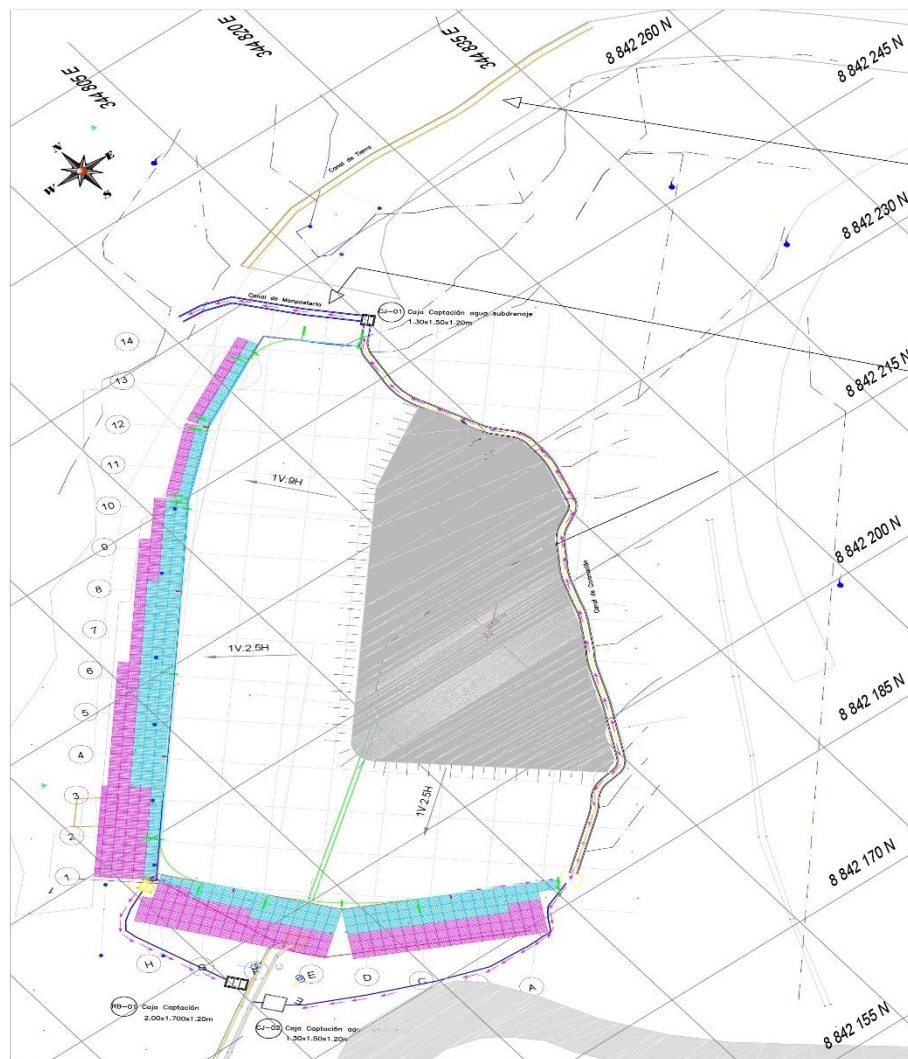 344 805 E
344 820 E
344 835 E
8 842 260 N
8 842 245 N
N
E
W
S
Canal de Tierra
8 842 230 N
Canal de Mamposteria
CJ-01 Caja Captación agua subdrenaje
1.30x1.50x1.20m
8 842 215 N
14
13
12
11
10
9
8
7
6
5
4
3
2
1
1V:9H
1V:2.5H
1V:2.5H
Canal de Coronación
8 842 200 N
8 842 185 N
8 842 170 N
H
G
F
E
D
C
A
RB-01 Caja Captación
2.00x1.700x1.20m
CJ-02 Caja Captación agu
1.30x1.50x1.20m
8 842 155 N